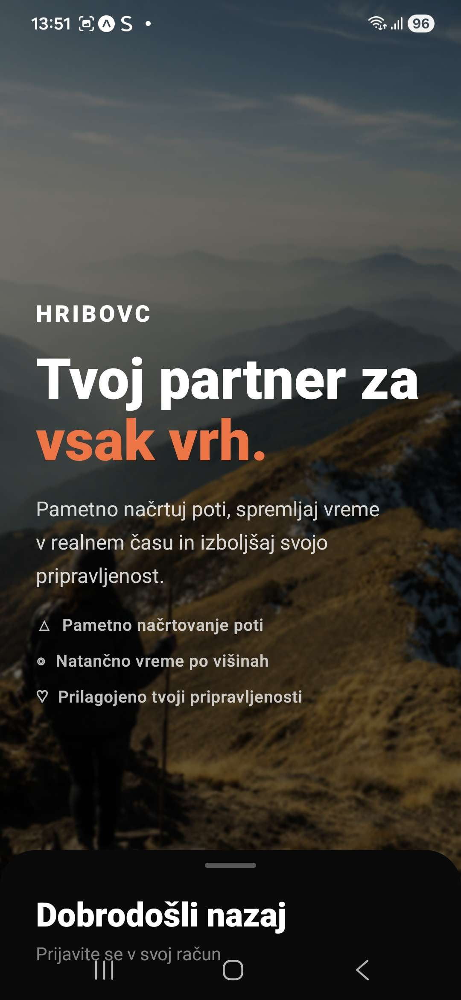 13:51 S
96
HRIBOVC
Tvoj partner za
vsak vrh.
Pametno načrtuj poti, spremljaj vreme
v realnem času in izboljšaj svojo
pripravljenost.
Pametno načrtovanje poti
Natančno vreme po višinah
Prilagojeno tvoji pripravljenosti
Dobrodošli nazaj
Prijavite se v svoj račun